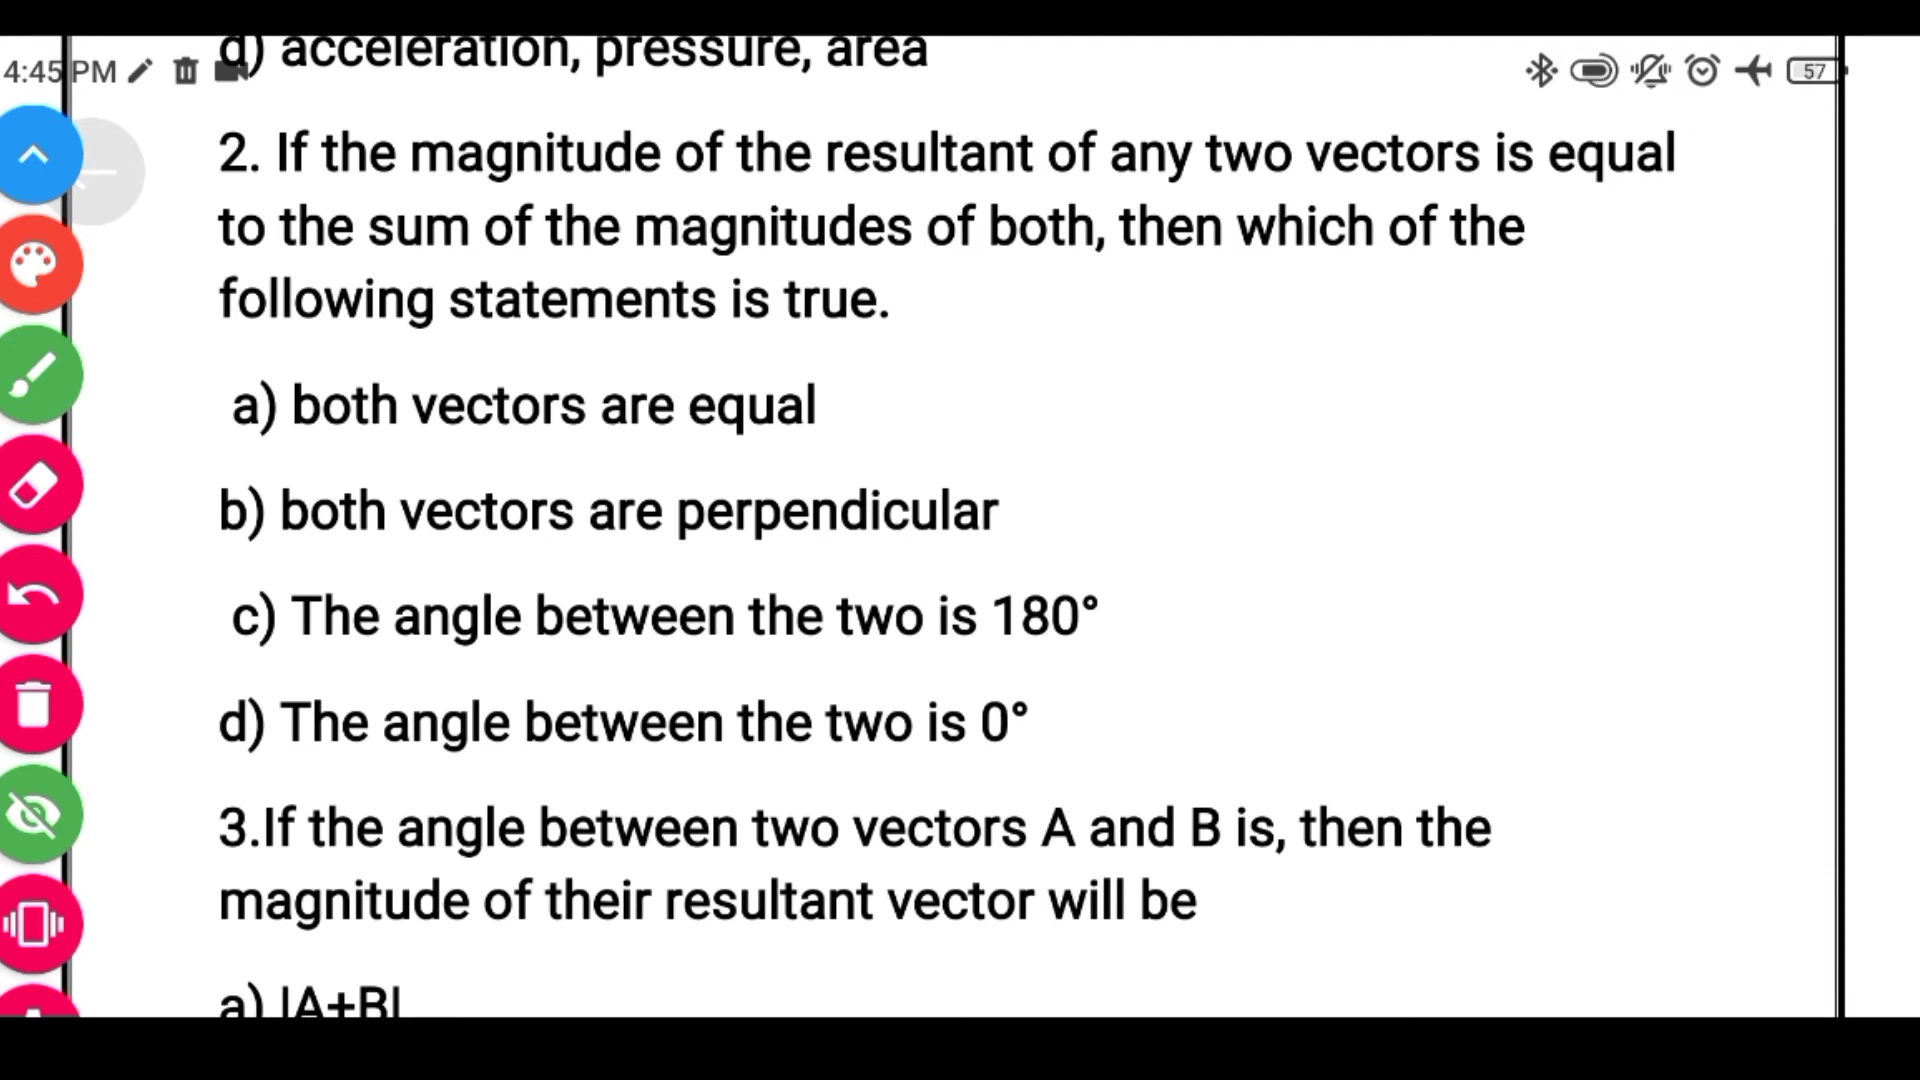 d) acceleration, pressure, area
4:45 PM
57
2. If the magnitude of the resultant of any two vectors is equal
to the sum of the magnitudes of both, then which of the
following statements is true.
a) both vectors are equal
b) both vectors are perpendicular
c) The angle between the two is 180°
d) The angle between the two is 0°
3.If the angle between two vectors A and B is, then the
magnitude of their resultant vector will be
a) |A+B|